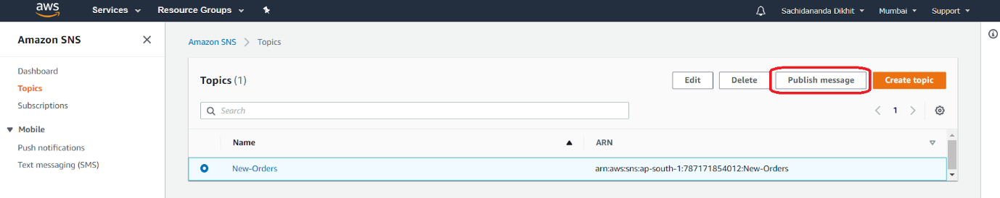 aws Services Resource Groups Sachidananda Dikhit Mumbai Support
Amazon SNS
Dashboard
Topics
Subscriptions
Mobile
Push notifications
Text messaging (SMS)
Amazon SNS Topics
Topics (1) Edit Delete Publish message Create topic
Search 1
Name ARN
New-Orders arn:aws:sns:ap-south-1:787171854012:New-Orders